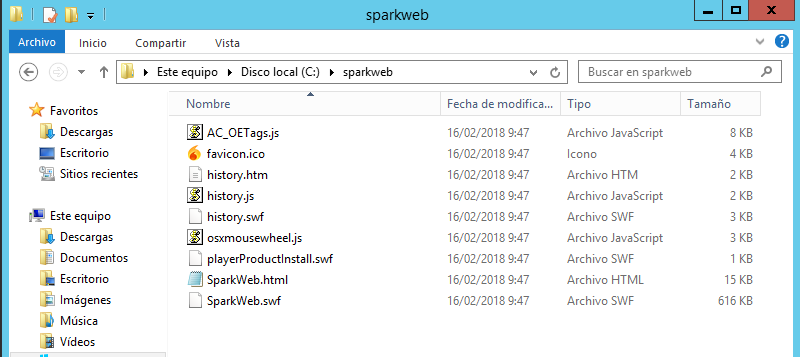 sparkweb
Archivo Inicio Compartir Vista
Este equipo Disco local (C:) sparkweb Buscar en sparkweb
Nombre Fecha de modifica... Tipo Tamaño
Favoritos
Descargas
Escritorio
Sitios recientes
Este equipo
Descargas
Documentos
Escritorio
Imágenes
Música
Vídeos
AC_OETags.js 16/02/2018 9:47 Archivo JavaScript 8 KB
favicon.ico 16/02/2018 9:47 Icono 4 KB
history.htm 16/02/2018 9:47 Archivo HTM 2 KB
history.js 16/02/2018 9:47 Archivo JavaScript 2 KB
history.swf 16/02/2018 9:47 Archivo SWF 3 KB
osxmousewheel.js 16/02/2018 9:47 Archivo JavaScript 3 KB
playerProductInstall.swf 16/02/2018 9:47 Archivo SWF 1 KB
SparkWeb.html 16/02/2018 9:47 Archivo HTML 15 KB
SparkWeb.swf 16/02/2018 9:47 Archivo SWF 616 KB